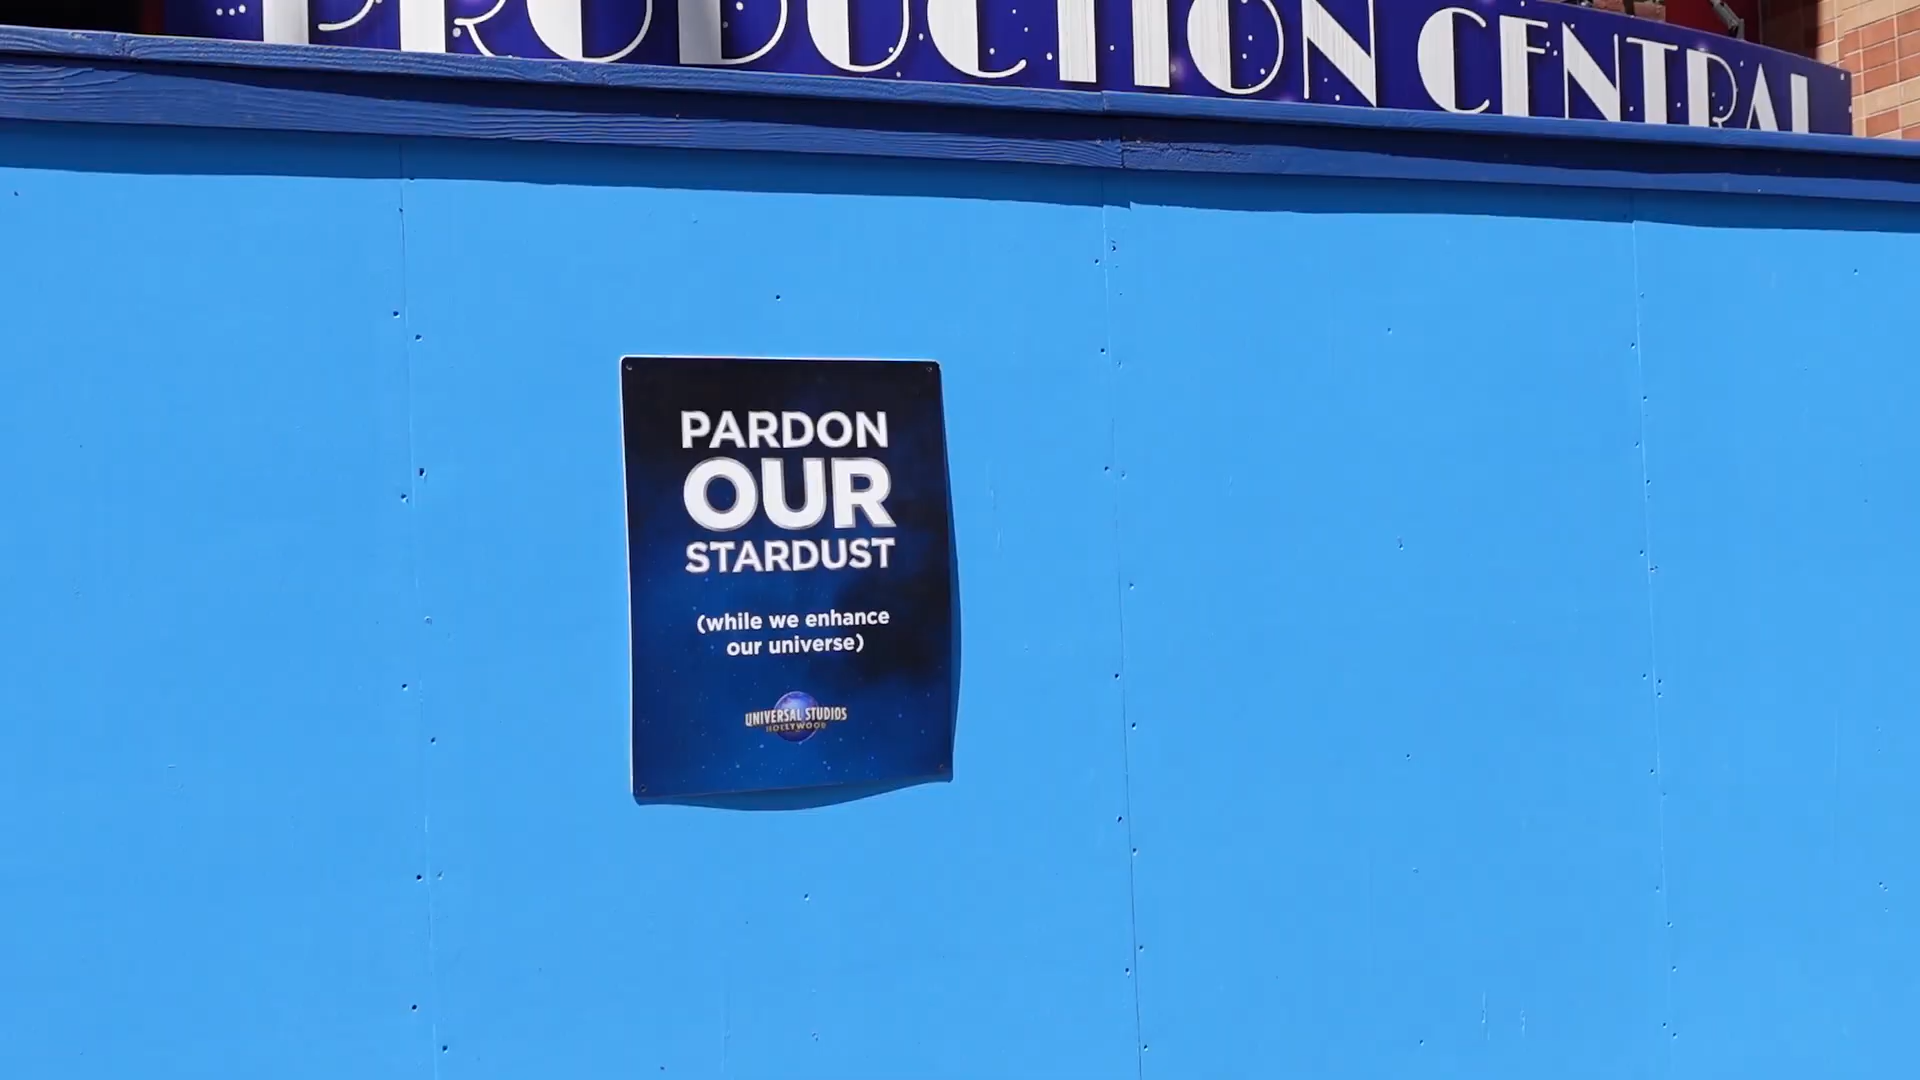 PRODUCTION CENTRAL
PARDON
OUR
STARDUST
(while we enhance
our universe)
UNIVERSAL STUDIOS
HOLLYWOOD